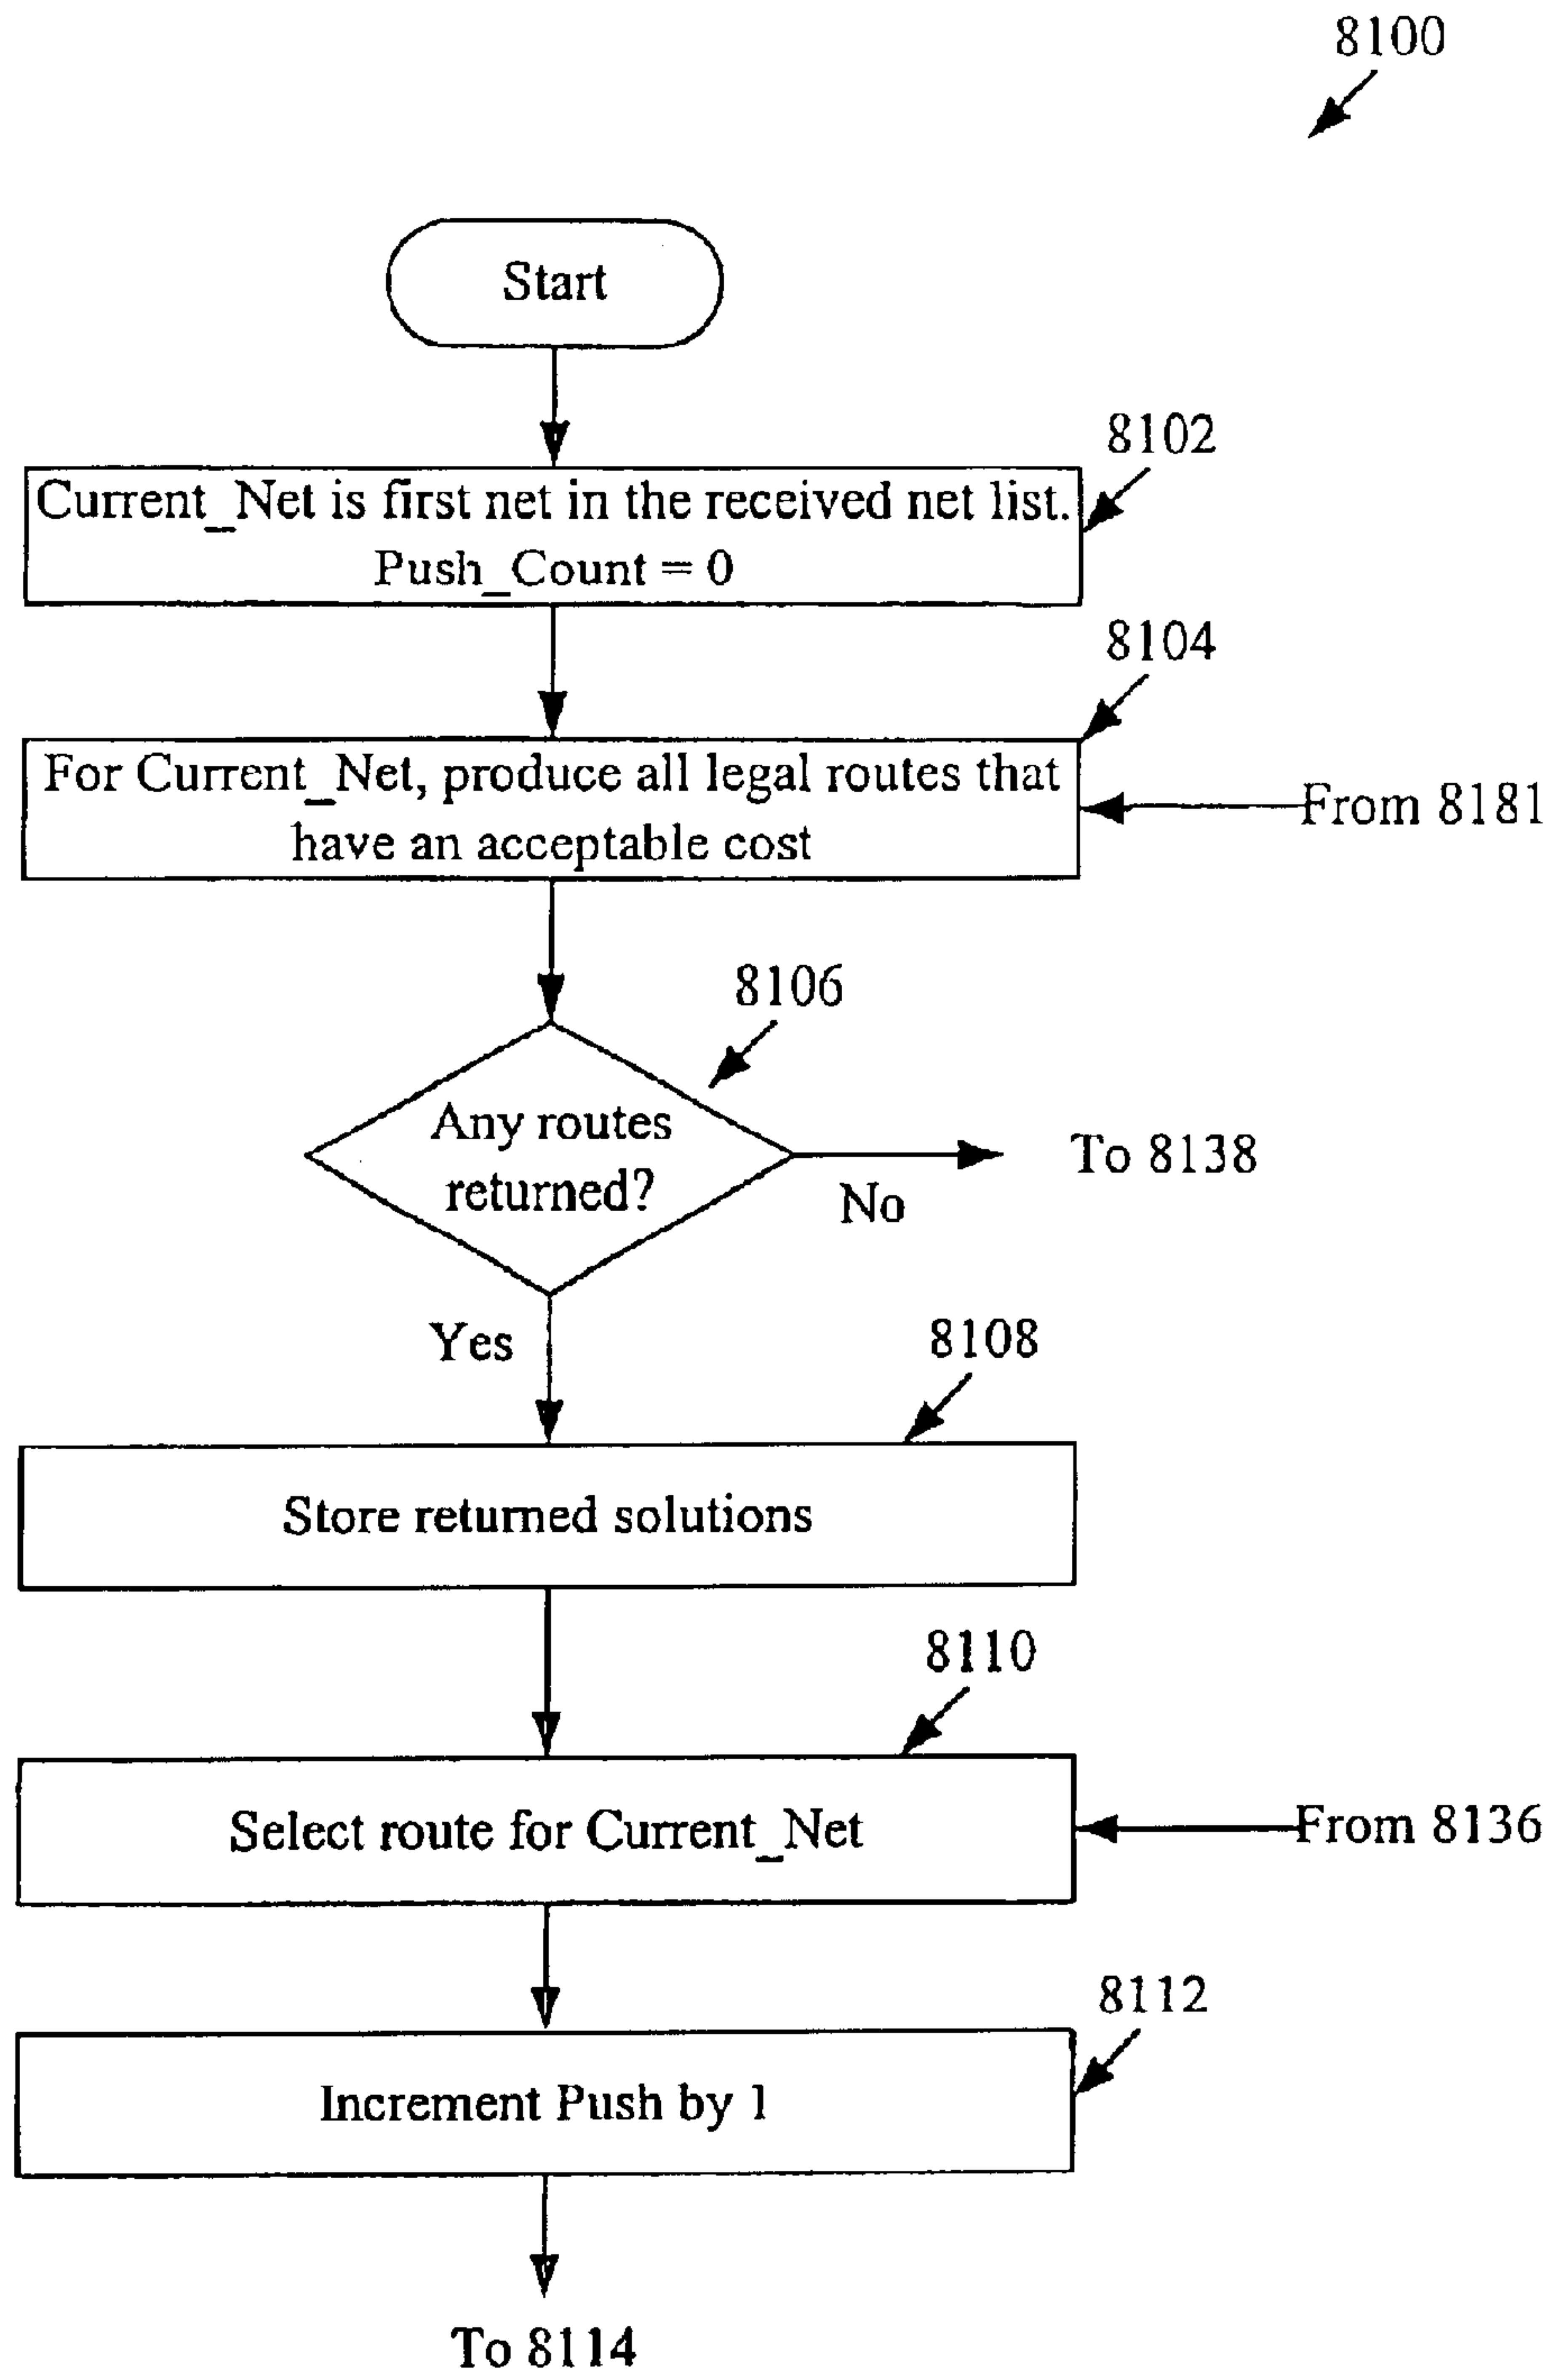 8100
Start
8102
Current_Net is first net in the received net list.
Push_Count = 0
8104
For Current_Net, produce all legal routes that
have an acceptable cost
From 8181
8106
Any routes
returned?
To 8138
No
Yes
8108
Store returned solutions
8110
Select route for Current_Net
From 8136
8112
Increment Push by 1
To 8114